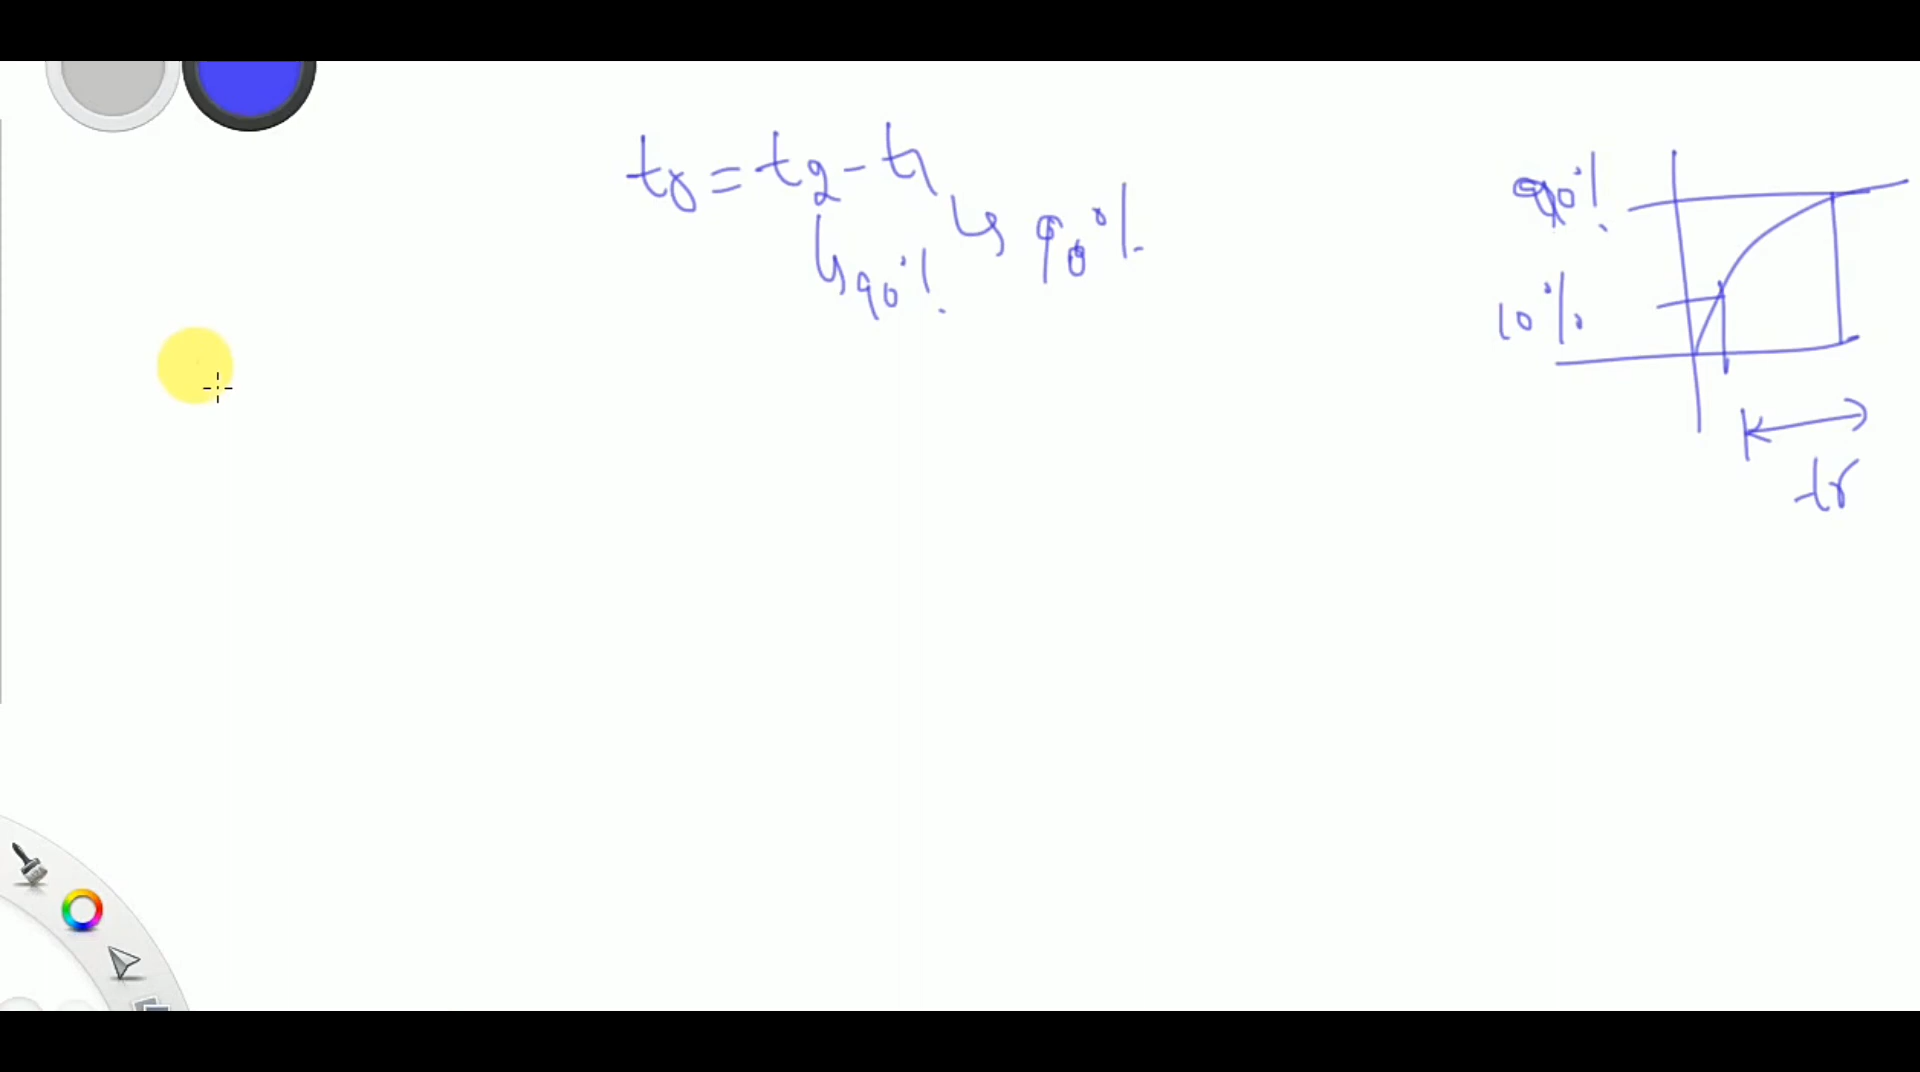 tr = t2 - t1
↳ 90%
↳ 90%
90%
10%
tr